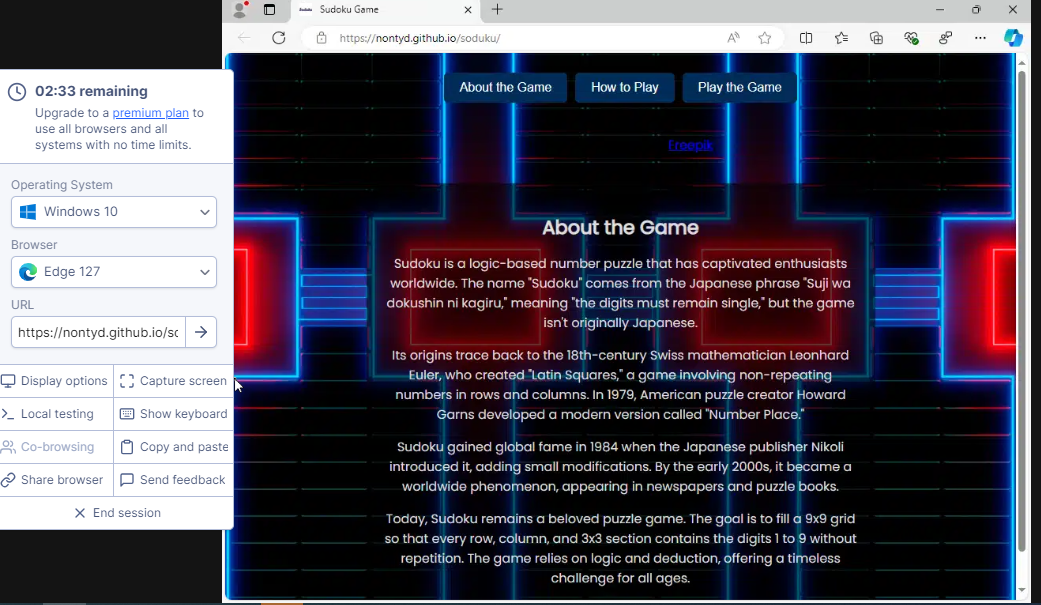 Sudoku Game
https://nontyd.github.io/soduku/
02:33 remaining
Upgrade to a premium plan to
use all browsers and all
systems with no time limits.
Operating System
Windows 10
Browser
Edge 127
URL
https://nontyd.github.io/sc
Display options
Capture screen
Local testing
Show keyboard
Co-browsing
Copy and paste
Share browser
Send feedback
End session
About the Game
How to Play
Play the Game
Freepik
About the Game
Sudoku is a logic-based number puzzle that has captivated enthusiasts
worldwide. The name "Sudoku" comes from the Japanese phrase "Suji wa
dokushin ni kagiru," meaning "the digits must remain single," but the game
isn't originally Japanese.
Its origins trace back to the 18th-century Swiss mathematician Leonhard
Euler, who created "Latin Squares," a game involving non-repeating
numbers in rows and columns. In 1979, American puzzle creator Howard
Garns developed a modern version called "Number Place."
Sudoku gained global fame in 1984 when the Japanese publisher Nikoli
introduced it, adding small modifications. By the early 2000s, it became a
worldwide phenomenon, appearing in newspapers and puzzle books.
Today, Sudoku remains a beloved puzzle game. The goal is to fill a 9x9 grid
so that every row, column, and 3x3 section contains the digits 1 to 9 without
repetition. The game relies on logic and deduction, offering a timeless
challenge for all ages.